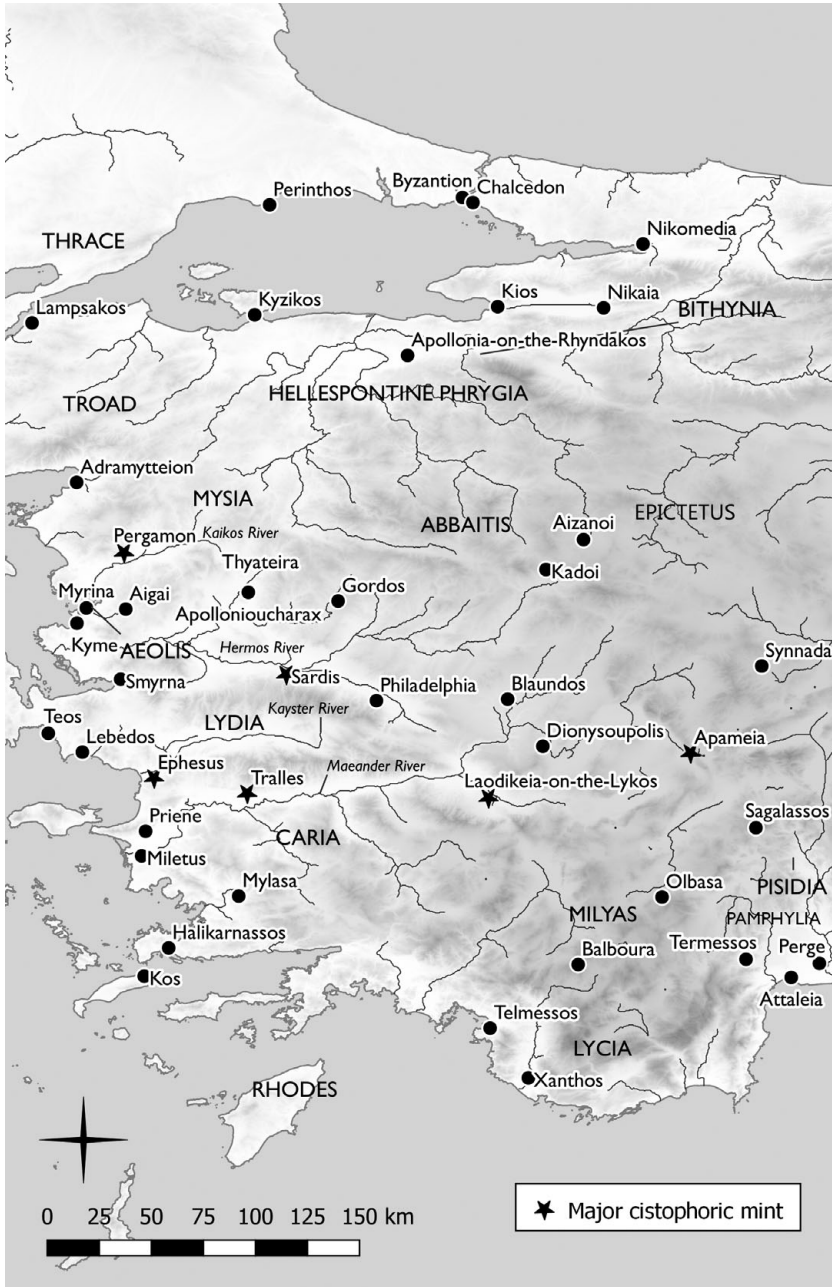 Byzantion
Chalcedon
Perinthos
THRACE
Nikomedia
Lampsakos
Kyzikos
Kios
Nikaia
BITHYNIA
Apollonia-on-the-Rhyndakos
TROAD
HELLESPONTINE PHRYGIA
Adramytteion
MYSIA
ABBAITIS
Aizanoi
EPICTETUS
Pergamon
Kaikos River
Thyateira
Kadoi
Myrina
Aigai
Gordos
Apollonioucharax
Kyme
AEOLIS
Hermos River
Synnada
Smyrna
Sardis
Philadelphia
Blaundos
Teos
LYDIA
Kayster River
Lebedos
Dionysoupolis
Apameia
Ephesus
Tralles
Maeander River
Laodikeia-on-the-Lykos
Priene
CARIA
Sagalassos
Miletus
Mylasa
Olbasa
PISIDIA
MILYAS
PAMPHYLIA
Halikarnassos
Balboura
Termessos
Perge
Kos
Attaleia
Telmessos
LYCIA
Xanthos
RHODES
Major cistophoric mint
0 25 50 75 100 150 km